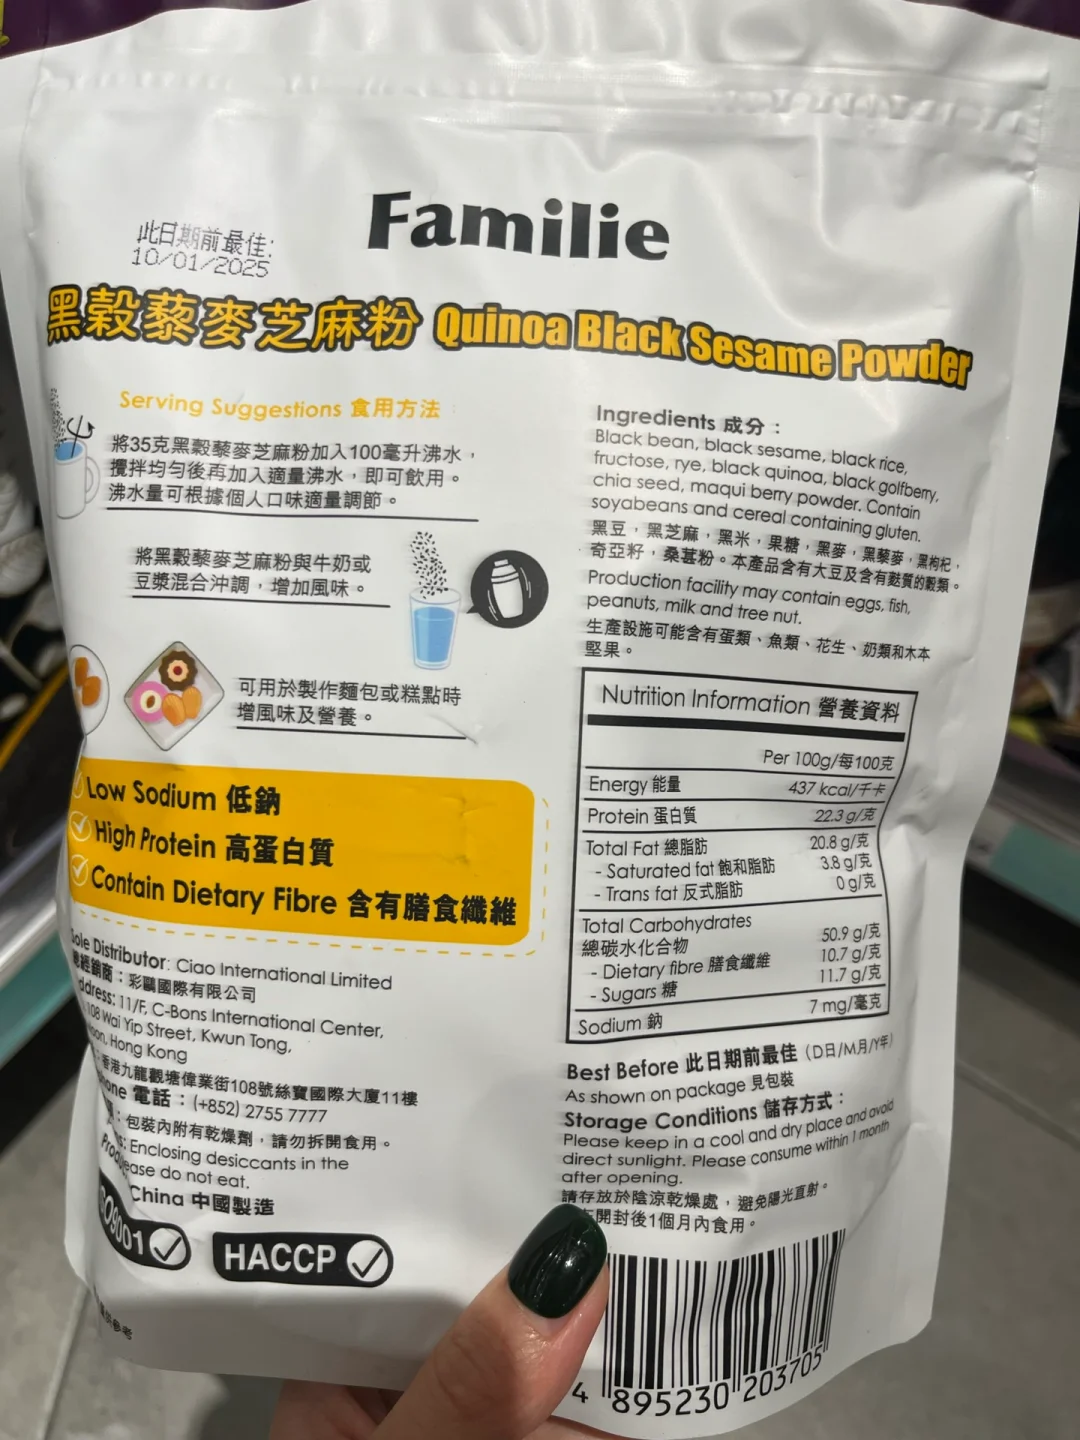 Familie
此日期前最佳:
10/01/2025
黑穀藜麥芝麻粉 Quinoa Black Sesame Powder
Serving Suggestions 食用方法
將35克黑穀藜麥芝麻粉加入100毫升沸水，
攪拌均勻後再加入適量沸水，即可飲用。
沸水量可根據個人口味適量調節。
將黑穀藜麥芝麻粉與牛奶或
豆漿混合沖調，增加風味。
可用於製作麵包或糕點時
增風味及營養。
Low Sodium 低鈉
High Protein 高蛋白質
Contain Dietary Fibre 含有膳食纖維
Sole Distributor: Ciao International Limited
總經銷商：彩鷗國際有限公司
ddress: 11/F, C-Bons International Center,
108 Wai Yip Street, Kwun Tong,
oon, Hong Kong
：香港九龍觀塘偉業街108號絲寶國際大廈11樓
hone 電話：(+852) 2755 7777
：包裝內附有乾燥劑，請勿拆開食用。
ns: Enclosing desiccants in the
ease do not eat.
China 中國製造
ISO9001
HACCP
供參考
Ingredients 成分：
Black bean, black sesame, black rice,
fructose, rye, black quinoa, black golfberry,
chia seed, maqui berry powder. Contain
soyabeans and cereal containing gluten.
黑豆，黑芝麻，黑米，果糖，黑麥，黑藜麥，黑枸杞，
奇亞籽，桑葚粉。本產品含有大豆及含有麩質的穀類。
Production facility may contain eggs, fish,
peanuts, milk and tree nut.
生產設施可能含有蛋類、魚類、花生、奶類和木本
堅果。
Nutrition Information 營養資料
Per 100g/每100克
Energy 能量 437 kcal/千卡
Protein 蛋白質 22.3 g/克
Total Fat 總脂肪 20.8 g/克
- Saturated fat 飽和脂肪 3.8 g/克
- Trans fat 反式脂肪 0 g/克
Total Carbohydrates
總碳水化合物 50.9 g/克
- Dietary fibre 膳食纖維 10.7 g/克
- Sugars 糖 11.7 g/克
Sodium 鈉 7 mg/毫克
Best Before 此日期前最佳（D日/M月/Y年）
As shown on package 見包裝
Storage Conditions 儲存方式：
Please keep in a cool and dry place and avoid
direct sunlight. Please consume within 1 month
after opening.
請存放於陰涼乾燥處，避免陽光直射。
開封後1個月內食用。
4 895230 203705